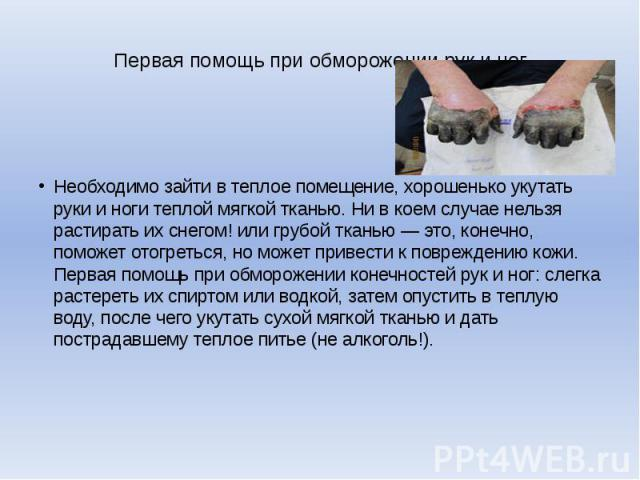 Первая помощь при обморожении рук и ног
Необходимо зайти в теплое помещение, хорошенько укутать
руки и ноги теплой мягкой тканью. Ни в коем случае нельзя
растирать их снегом! или грубой тканью — это, конечно,
поможет отогреться, но может привести к повреждению кожи.
Первая помощь при обморожении конечностей рук и ног: слегка
растереть их спиртом или водкой, затем опустить в теплую
воду, после чего укутать сухой мягкой тканью и дать
пострадавшему теплое питье (не алкоголь!).
PPt4WEB.ru